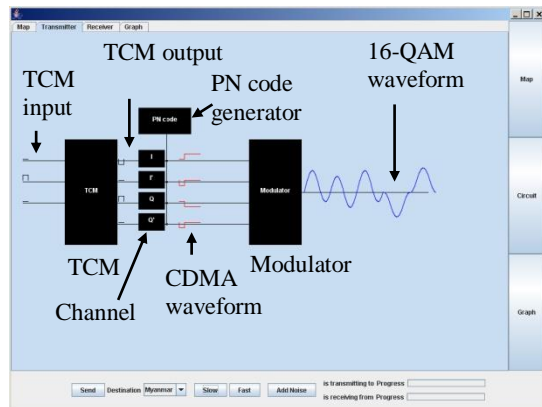 Map Transmitter Receiver Graph
TCM output
TCM input
PN code generator
16-QAM waveform
PN code
I
I'
Q
Q'
TCM
Modulator
TCM
Channel
CDMA waveform
Modulator
Map
Circuit
Graph
Send Destination Myanmar Slow Fast Add Noise
is transmitting to Progress
is receiving from Progress